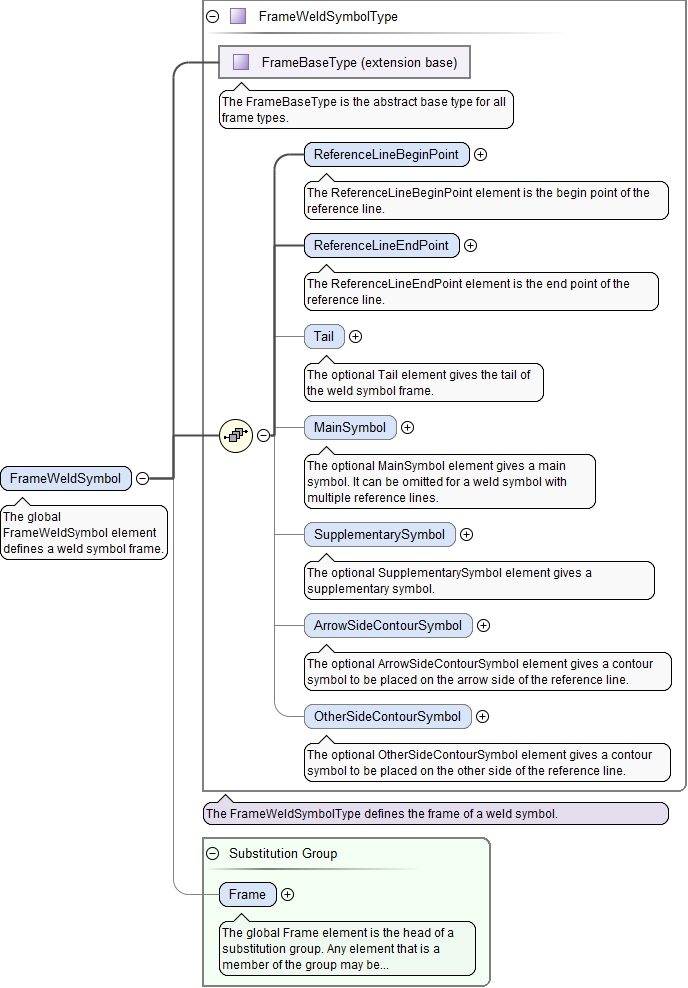 FrameWeldSymbolType
FrameBaseType (extension base)
The FrameBaseType is the abstract base type for all
frame types.
ReferenceLineBeginPoint
The ReferenceLineBeginPoint element is the begin point of the
reference line.
ReferenceLineEndPoint
The ReferenceLineEndPoint element is the end point of the
reference line.
Tail
The optional Tail element gives the tail of
the weld symbol frame.
MainSymbol
The optional MainSymbol element gives a main
symbol. It can be omitted for a weld symbol with
multiple reference lines.
FrameWeldSymbol
The global
FrameWeldSymbol element
defines a weld symbol frame.
SupplementarySymbol
The optional SupplementarySymbol element gives a
supplementary symbol.
ArrowSideContourSymbol
The optional ArrowSideContourSymbol element gives a contour
symbol to be placed on the arrow side of the reference line.
OtherSideContourSymbol
The optional OtherSideContourSymbol element gives a contour
symbol to be placed on the other side of the reference line.
The FrameWeldSymbolType defines the frame of a weld symbol.
Substitution Group
Frame
The global Frame element is the head of a
substitution group. Any element that is a
member of the group may be...